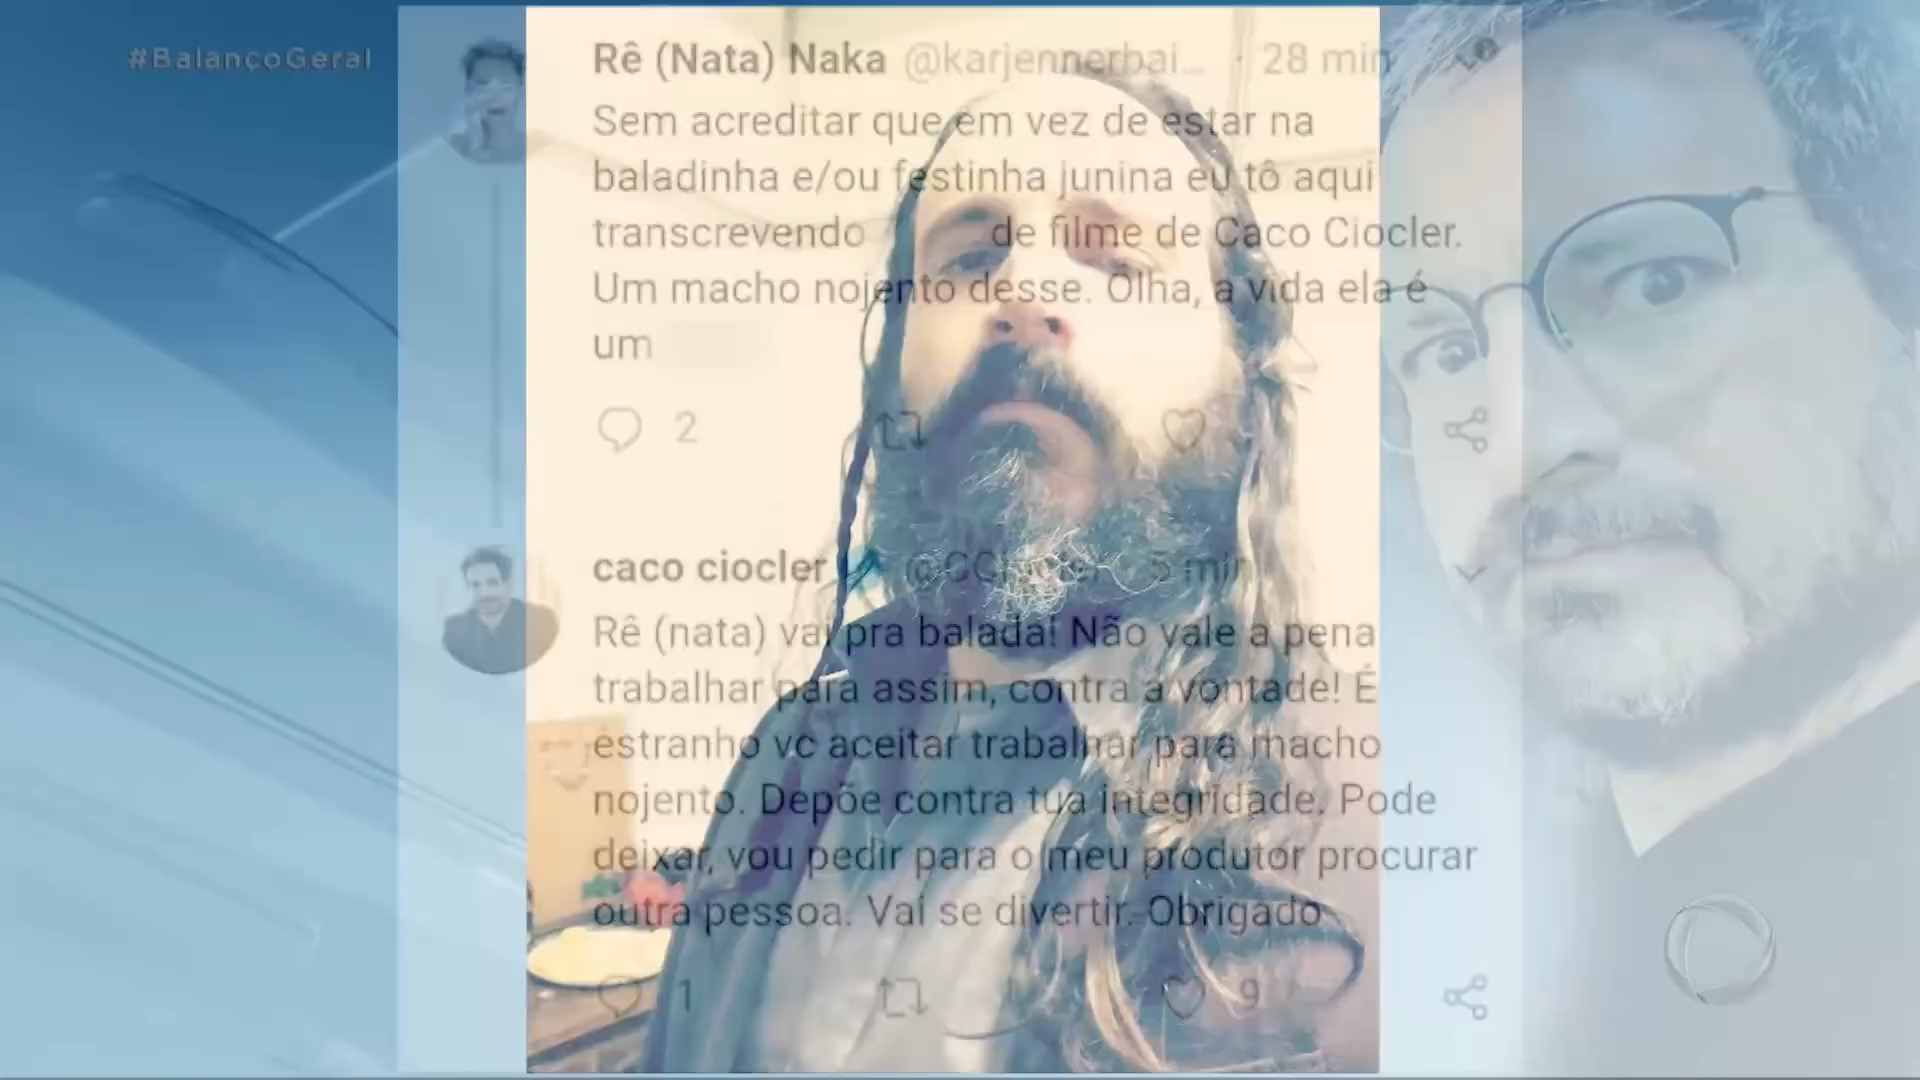 #BalançoGeral
Rê (Nata) Naka @karjennerbai... · 28 min
Sem acreditar que em vez de estar na
baladinha e/ou festinha junina eu tô aqui
transcrevendo de filme de Caco Ciocler.
Um macho nojento desse. Olha, a vida ela é
um
2
caco ciocler 5 min
Rê (nata) vai pra balada! Não vale a pena
trabalhar para assim, contra a vontade! É
estranho vc aceitar trabalhar para macho
nojento. Depõe contra tua integridade. Pode
deixar, vou pedir para o meu produtor procurar
outra pessoa. Vai se divertir. Obrigado
1 9